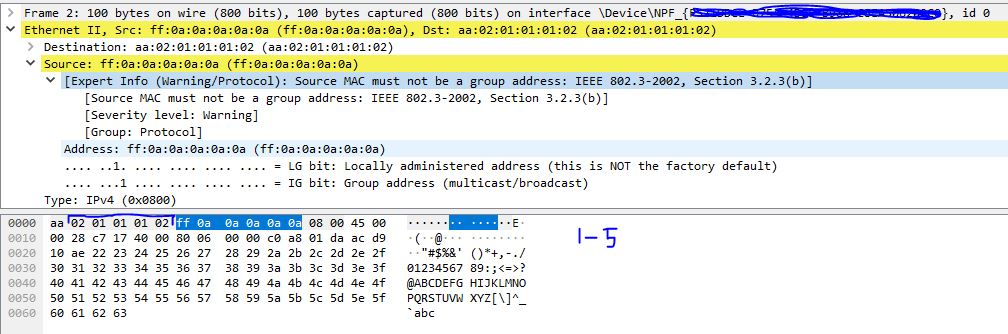 Frame 2: 100 bytes on wire (800 bits), 100 bytes captured (800 bits) on interface \Device\NPF_{ }, id 0
Ethernet II, Src: ff:0a:0a:0a:0a:0a (ff:0a:0a:0a:0a:0a), Dst: aa:02:01:01:01:02 (aa:02:01:01:01:02)
Destination: aa:02:01:01:01:02 (aa:02:01:01:01:02)
Source: ff:0a:0a:0a:0a:0a (ff:0a:0a:0a:0a:0a)
[Expert Info (Warning/Protocol): Source MAC must not be a group address: IEEE 802.3-2002, Section 3.2.3(b)]
[Source MAC must not be a group address: IEEE 802.3-2002, Section 3.2.3(b)]
[Severity level: Warning]
[Group: Protocol]
Address: ff:0a:0a:0a:0a:0a (ff:0a:0a:0a:0a:0a)
.... ..1. .... .... .... .... = LG bit: Locally administered address (this is NOT the factory default)
.... ...1 .... .... .... .... = IG bit: Group address (multicast/broadcast)
Type: IPv4 (0x0800)
0000 aa 02 01 01 01 02 ff 0a 0a 0a 0a 0a 08 00 45 00 ········ ······E·
0010 00 28 c7 17 40 00 80 06 00 00 c0 a8 01 da ac d9 ·(··@··· ········
0020 10 ae 22 23 24 25 26 27 28 29 2a 2b 2c 2d 2e 2f ··"#$%&' ()*+,-./
0030 30 31 32 33 34 35 36 37 38 39 3a 3b 3c 3d 3e 3f 01234567 89:;<=>?
0040 40 41 42 43 44 45 46 47 48 49 4a 4b 4c 4d 4e 4f @ABCDEFG HIJKLMNO
0050 50 51 52 53 54 55 56 57 58 59 5a 5b 5c 5d 5e 5f PQRSTUVW XYZ[\]^_
0060 60 61 62 63 `abc
1-5